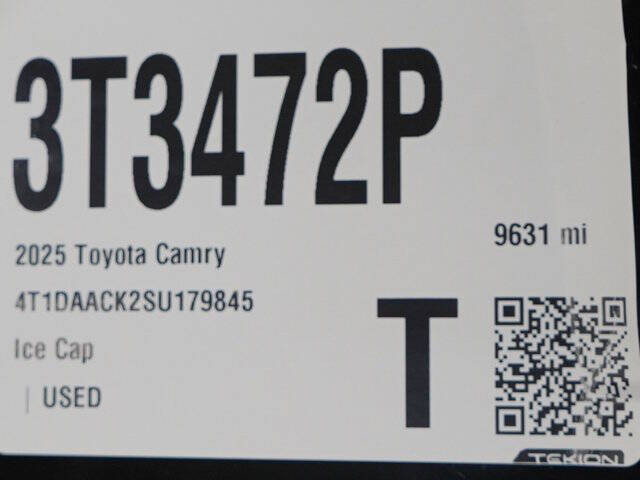 3T3472P
2025 Toyota Camry
9631 mi
4T1DAACK2SU179845
Ice Cap
| USED
T
TEKION